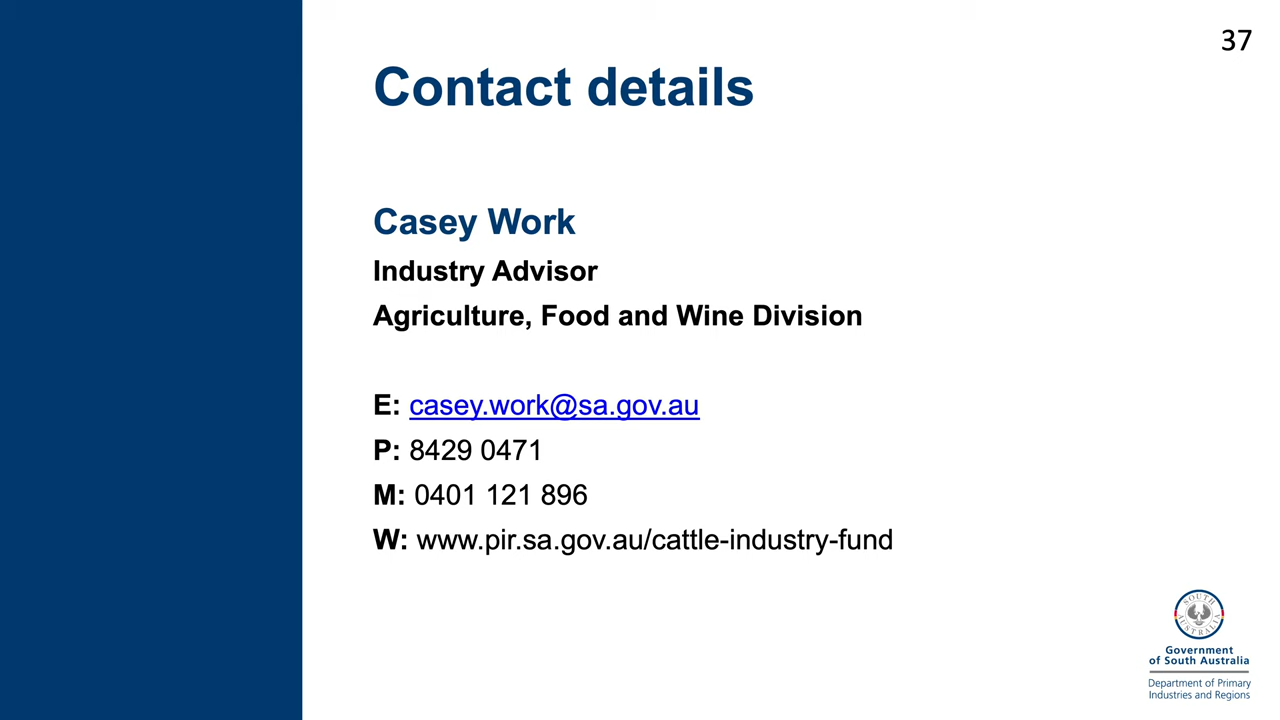 37
Contact details
Casey Work
Industry Advisor
Agriculture, Food and Wine Division
E: casey.work@sa.gov.au
P: 8429 0471
M: 0401 121 896
W: www.pir.sa.gov.au/cattle-industry-fund
SOUTH
AUSTRALIA
Government
of South Australia
Department of Primary
Industries and Regions